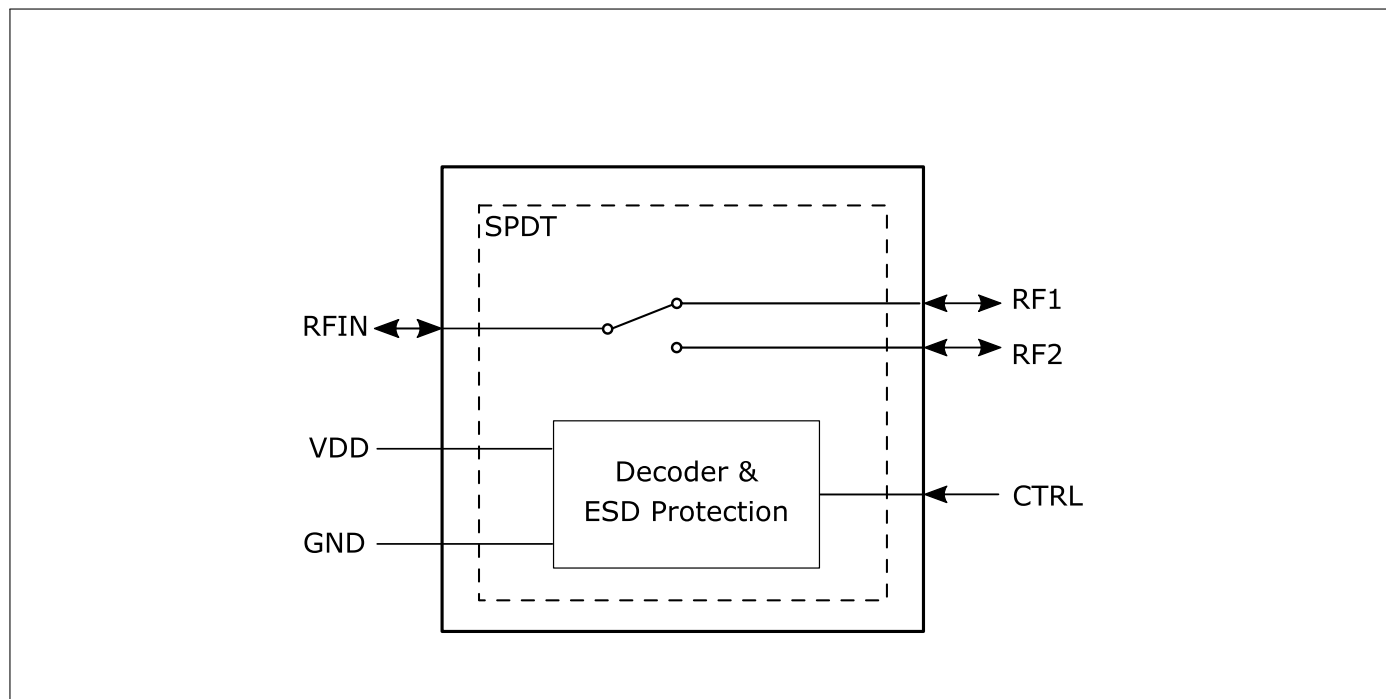 SPDT
RFIN
RF1
RF2
VDD
Decoder &
ESD Protection
CTRL
GND